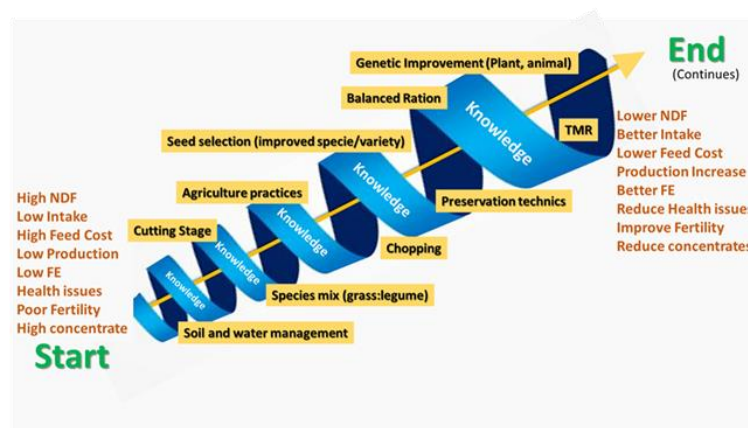 End
(Continues)
Genetic Improvement (Plant, animal)
Balanced Ration
Knowledge
TMR
Lower NDF
Better Intake
Lower Feed Cost
Production Increase
Better FE
Reduce Health issue
Improve Fertility
Reduce concentrates
Seed selection (improved specie/variety)
Knowledge
Preservation technics
Agriculture practices
Knowledge
Chopping
Cutting Stage
Knowledge
Species mix (grass:legume)
Knowledge
Soil and water management
High NDF
Low Intake
High Feed Cost
Low Production
Low FE
Health issues
Poor Fertility
High concentrate
Start